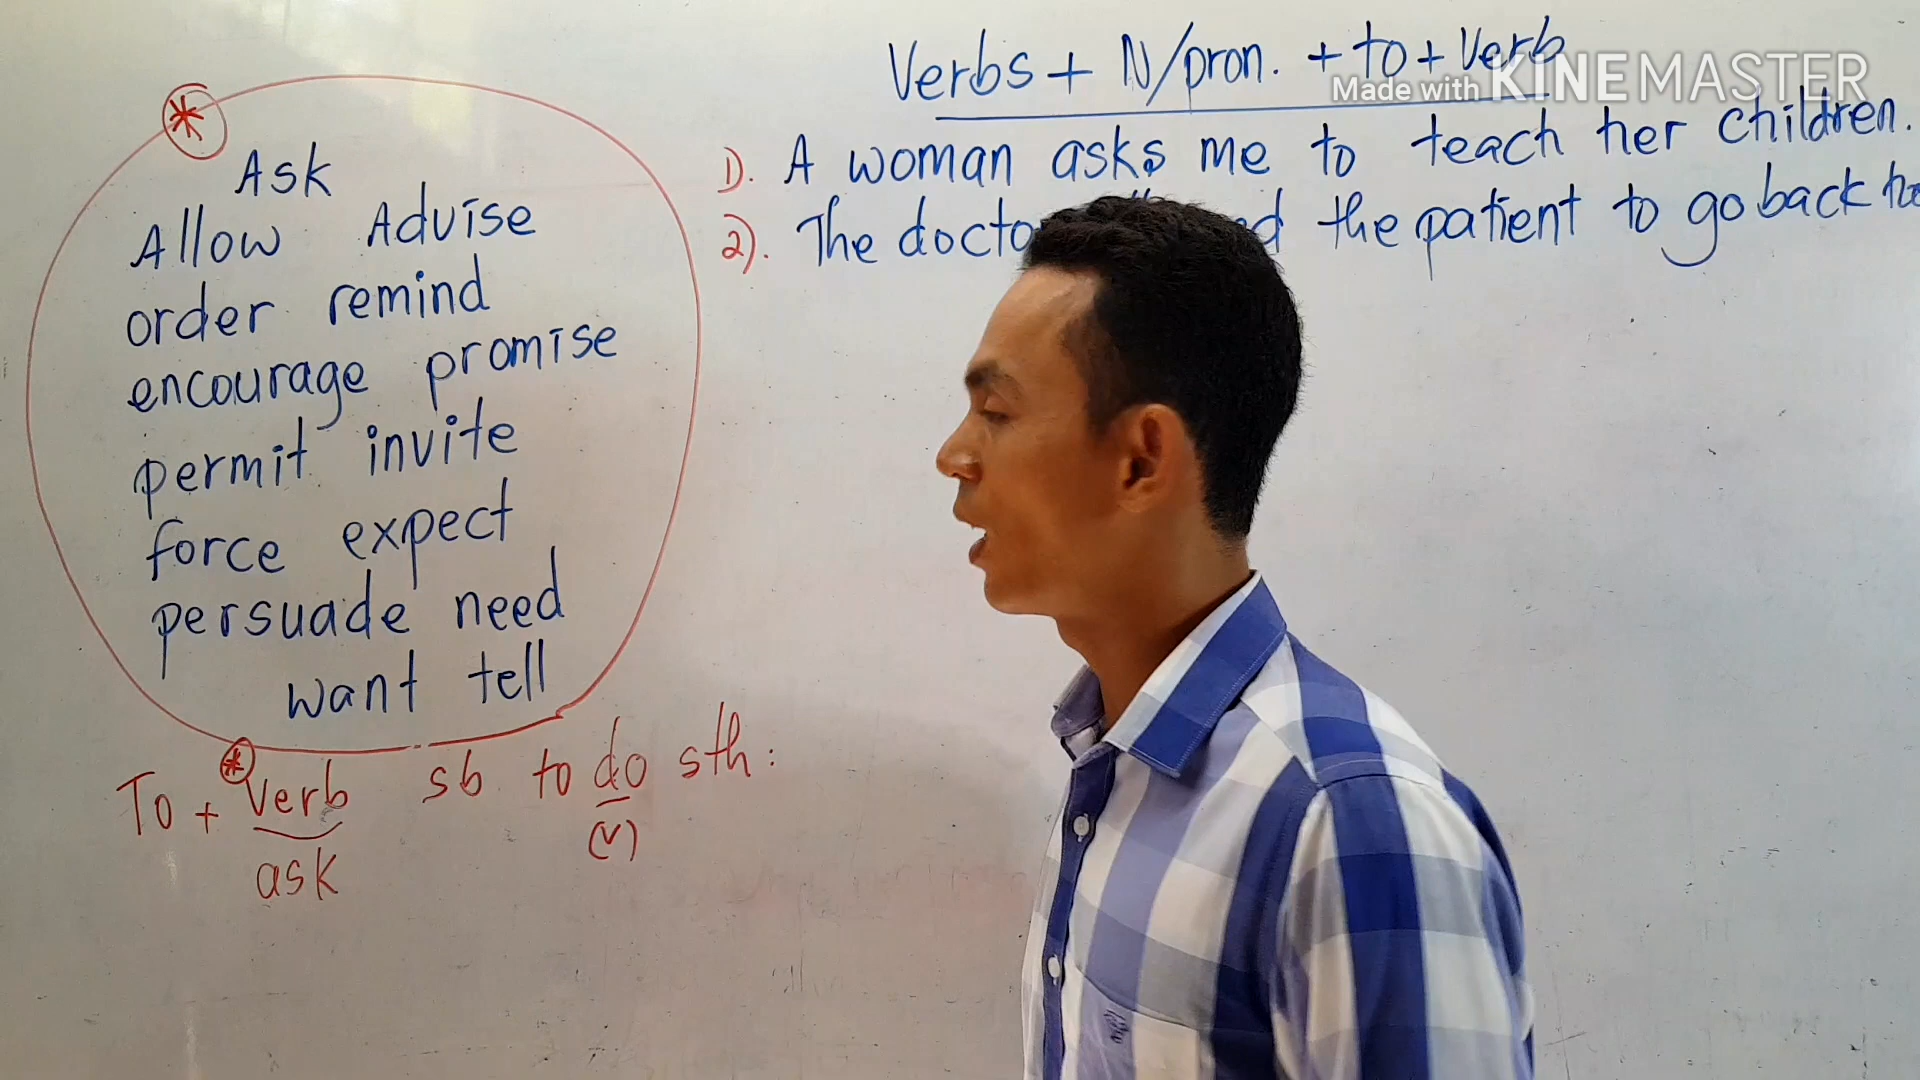 Verbs + N/pron. + to + Verb
Made with KINEMASTER
1). A woman asks me to teach her children.
2). The the patient to go back
*
Ask
Allow Advise
order remind
encourage promise
permit invite
force expect
persuade need
want tell
*
To + Verb sb to do sth:
ask (v)